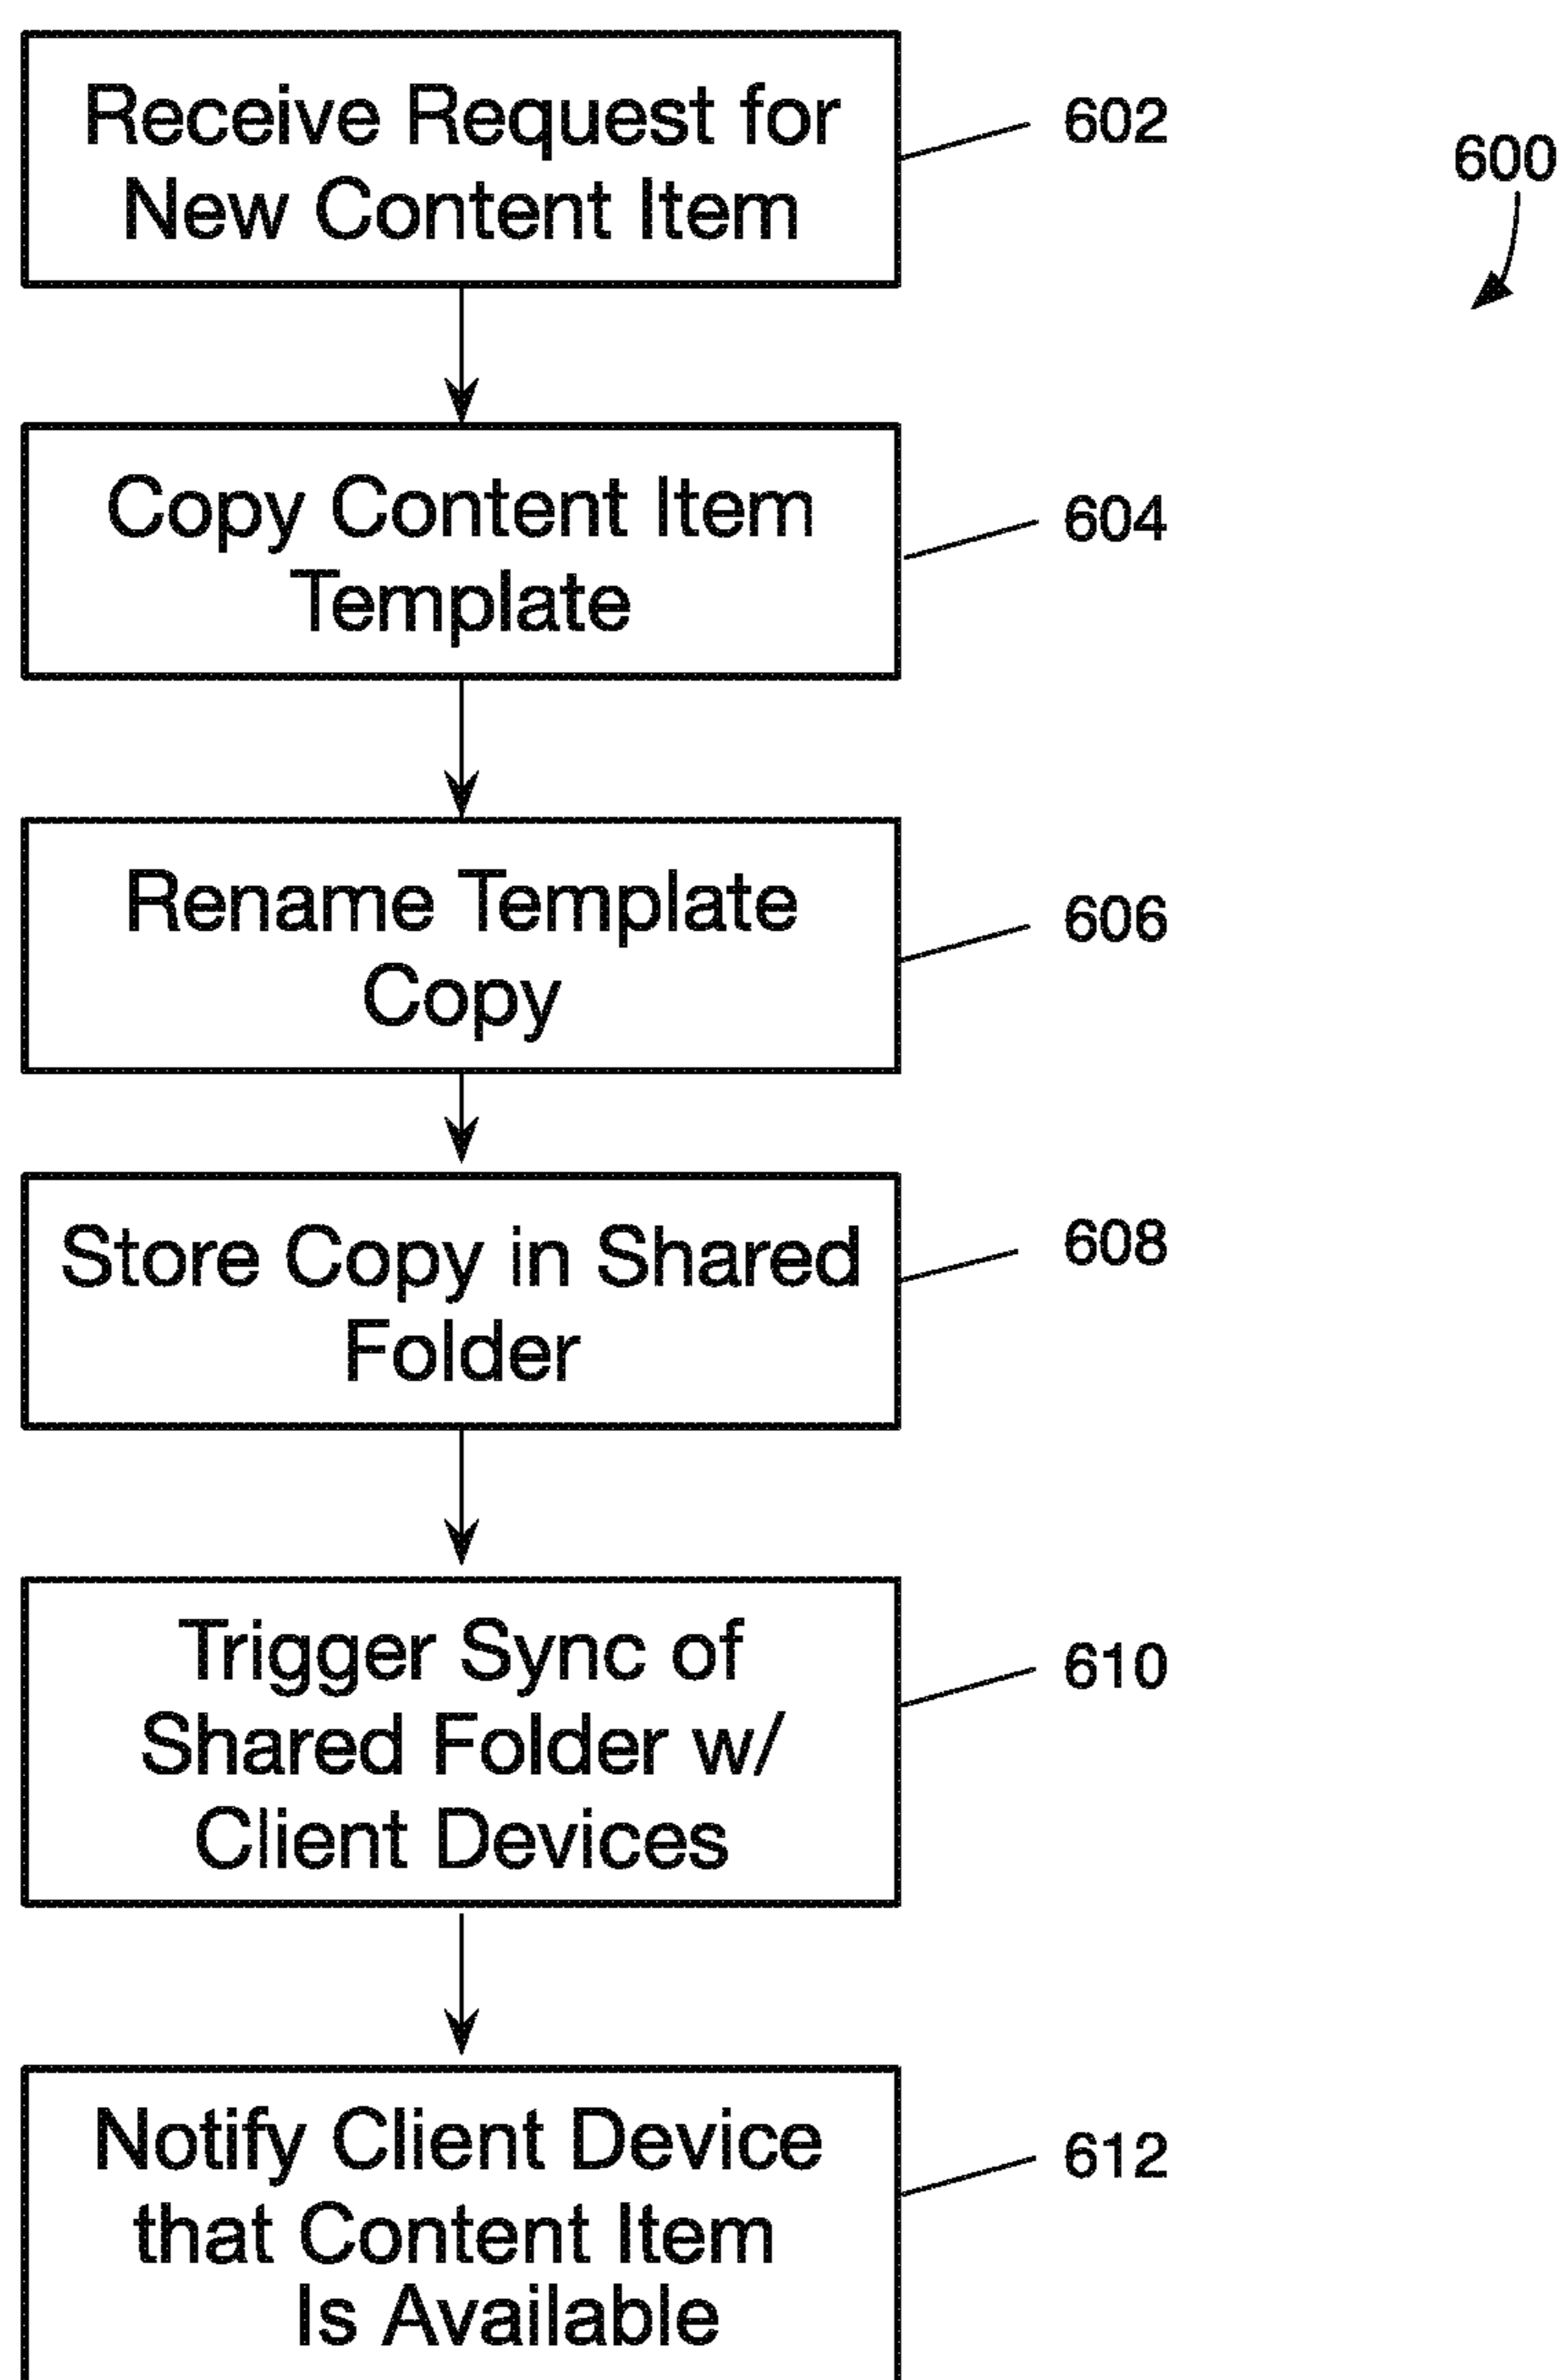 Receive Request for
New Content Item
602
600
Copy Content Item
Template
604
Rename Template
Copy
606
Store Copy in Shared
Folder
608
Trigger Sync of
Shared Folder w/
Client Devices
610
Notify Client Device
that Content Item
Is Available
612